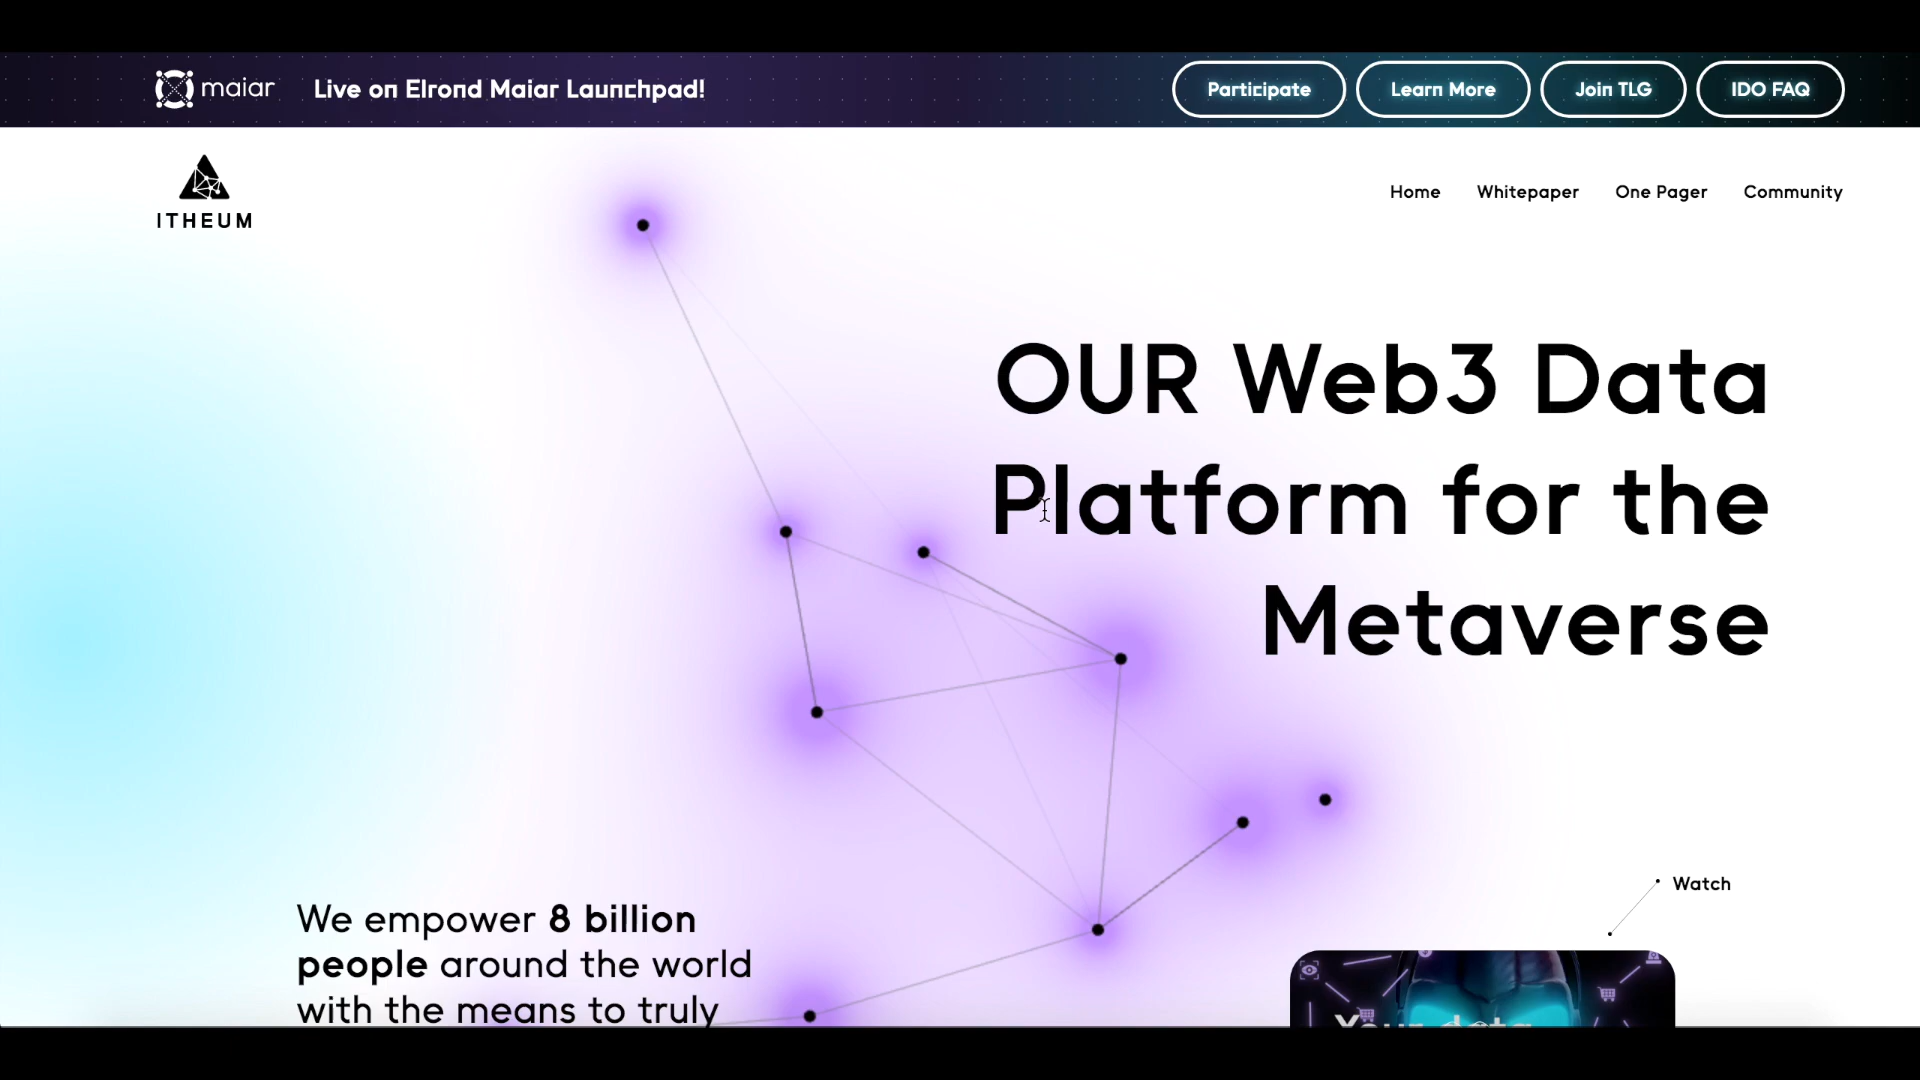 maiar
Live on Elrond Maiar Launchpad!
Participate
Learn More
Join TLG
IDO FAQ
ITHEUM
Home
Whitepaper
One Pager
Community
OUR Web3 Data
Platform for the
Metaverse
Watch
We empower 8 billion
people around the world
with the means to truly
Your data